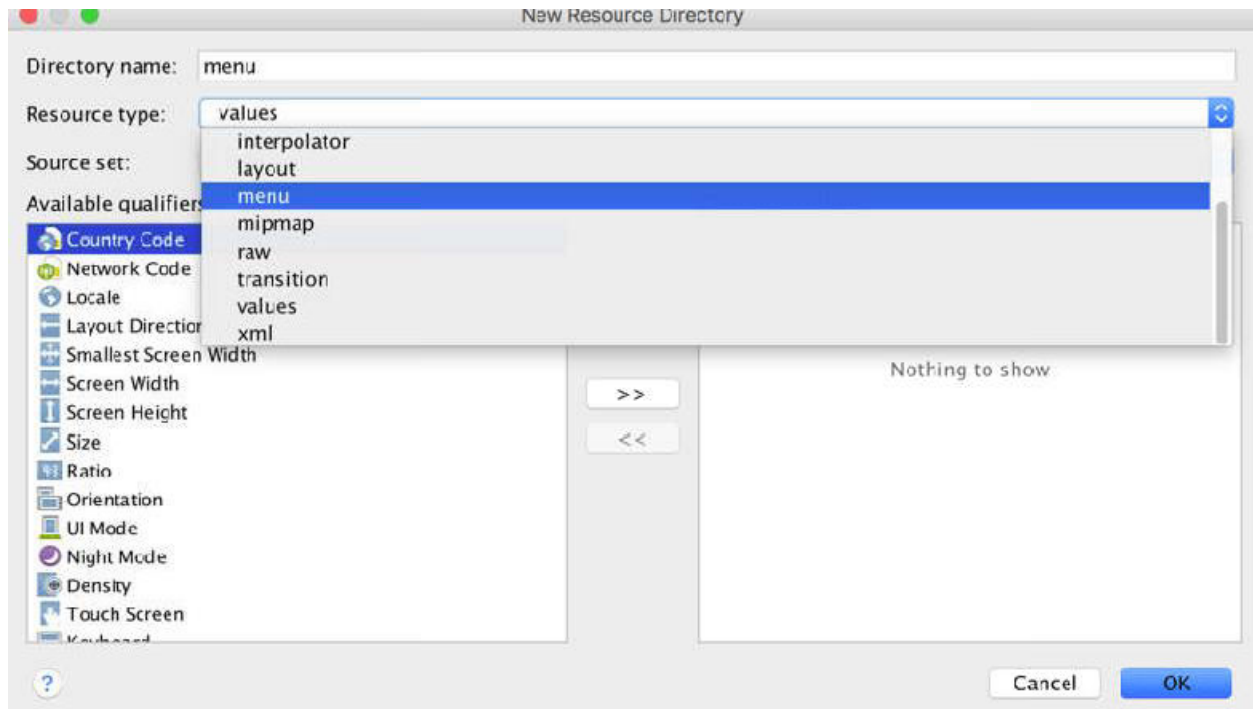 New Resource Directory
Directory name: menu
Resource type: values
interpolator
Source set:
layout
menu
Available qualifiers
mipmap
Country Code
raw
Network Code
transition
Locale
values
Layout Direction
xml
Smallest Screen Width
Nothing to show
Screen Width
>>
Screen Height
<<
Size
Ratio
Orientation
UI Mode
Night Mode
Density
Touch Screen
Keyboard
?
Cancel OK